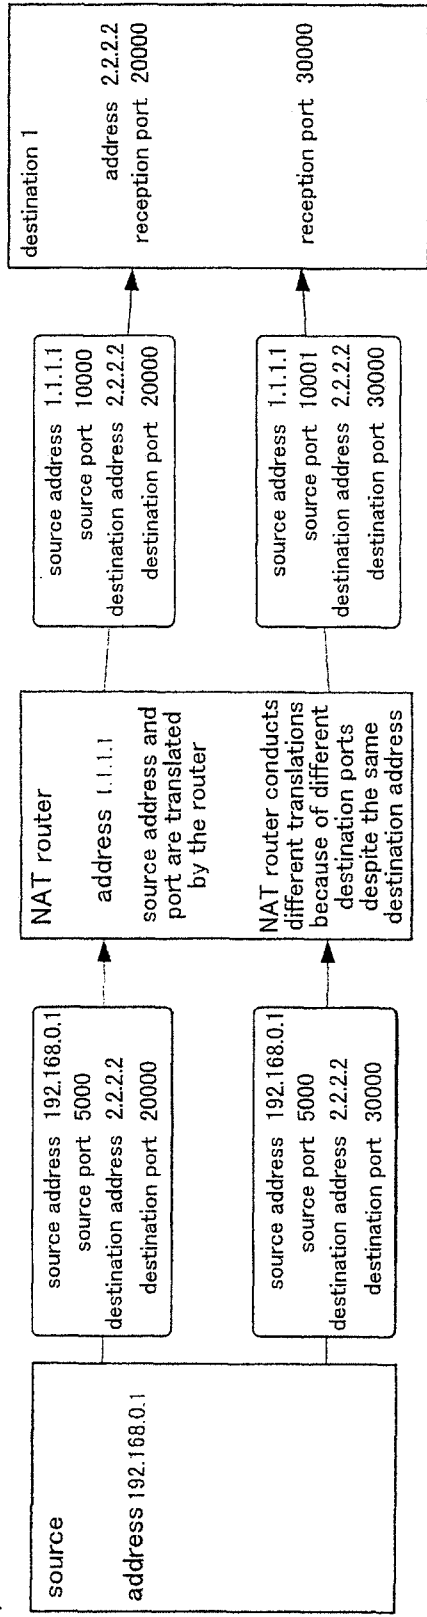 source
address 192.168.0.1
source address 192.168.0.1
source port 5000
destination address 2.2.2.2
destination port 20000
source address 192.168.0.1
source port 5000
destination address 2.2.2.2
destination port 30000
NAT router
address 1.1.1.1
source address and
port are translated
by the router
NAT router conducts
different translations
because of different
destination ports
despite the same
destination address
source address 1.1.1.1
source port 10000
destination address 2.2.2.2
destination port 20000
source address 1.1.1.1
source port 10001
destination address 2.2.2.2
destination port 30000
destination 1
address 2.2.2.2
reception port 20000
reception port 30000